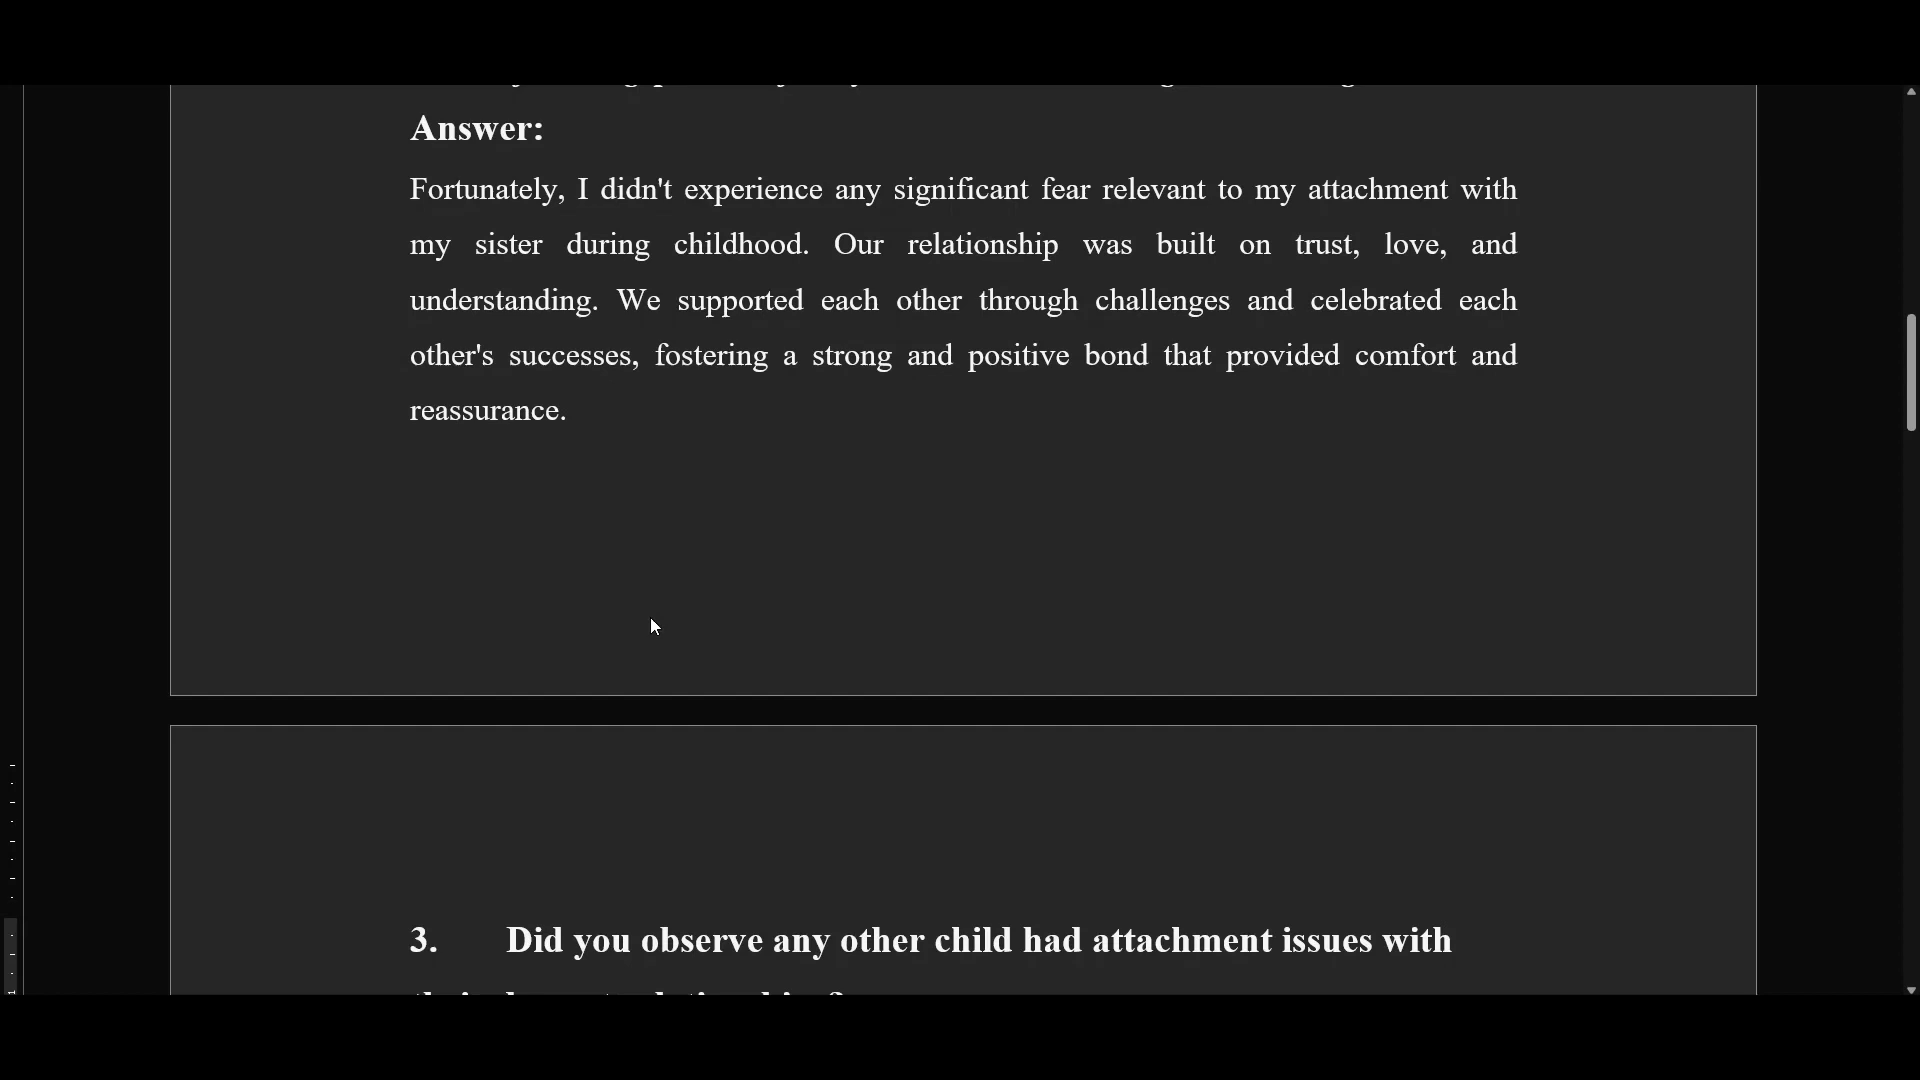 Answer:
Fortunately, I didn't experience any significant fear relevant to my attachment with
my sister during childhood. Our relationship was built on trust, love, and
understanding. We supported each other through challenges and celebrated each
other's successes, fostering a strong and positive bond that provided comfort and
reassurance.
3. Did you observe any other child had attachment issues with